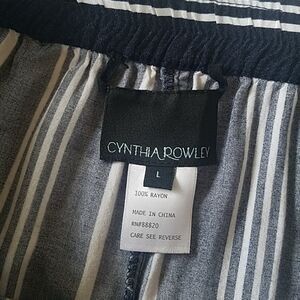 CYNTHIA ROWLEY
L
100% RAYON
MADE IN CHINA
RN#88820
CARE SEE REVERSE